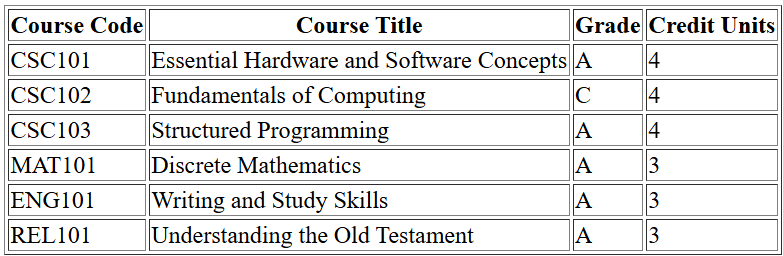 Course Code Course Title Grade Credit Units
CSC101 Essential Hardware and Software Concepts A 4
CSC102 Fundamentals of Computing C 4
CSC103 Structured Programming A 4
MAT101 Discrete Mathematics A 3
ENG101 Writing and Study Skills A 3
REL101 Understanding the Old Testament A 3